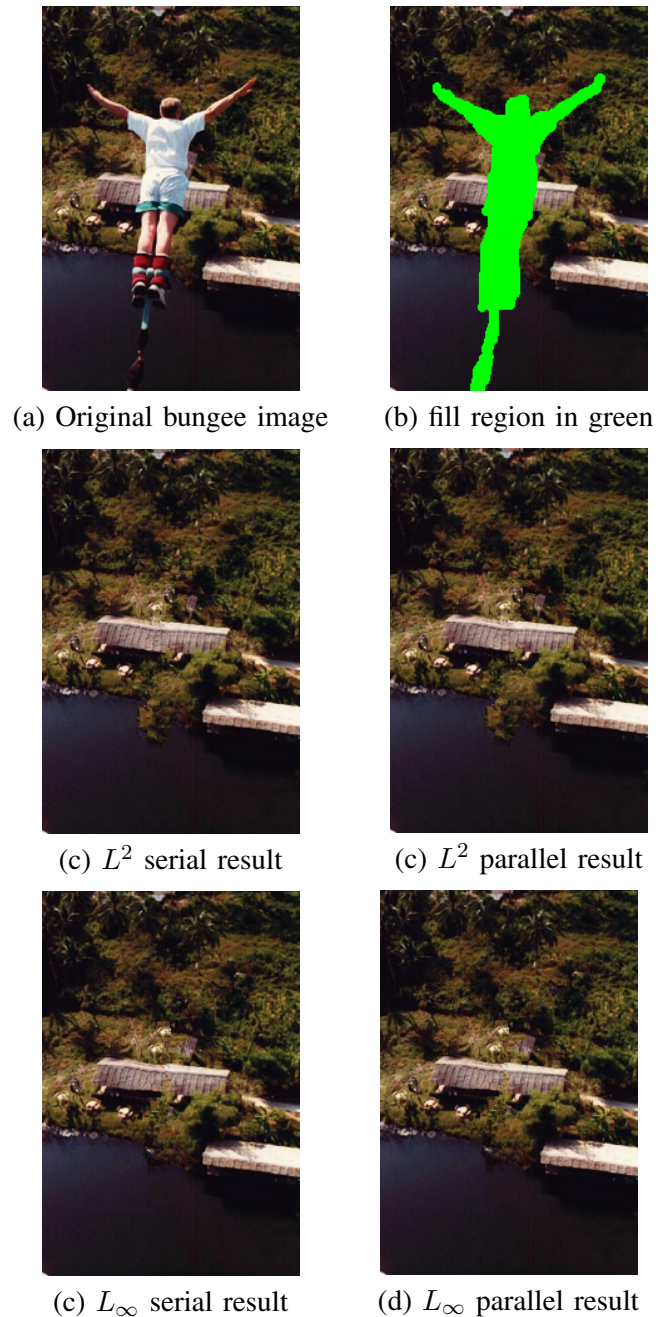 (a) Original bungee image
(b) fill region in green
(c) L² serial result
(c) L² parallel result
(c) L∞ serial result
(d) L∞ parallel result